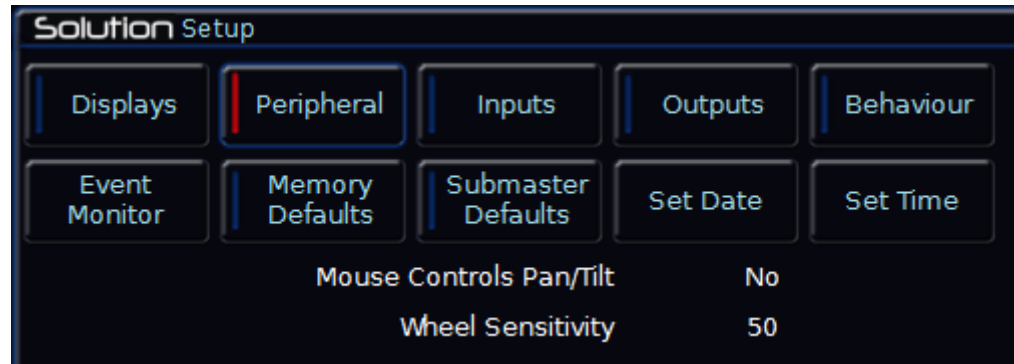 Solution Setup
Displays Peripheral Inputs Outputs Behaviour
Event Monitor Memory Defaults Submaster Defaults Set Date Set Time
Mouse Controls Pan/Tilt No
Wheel Sensitivity 50